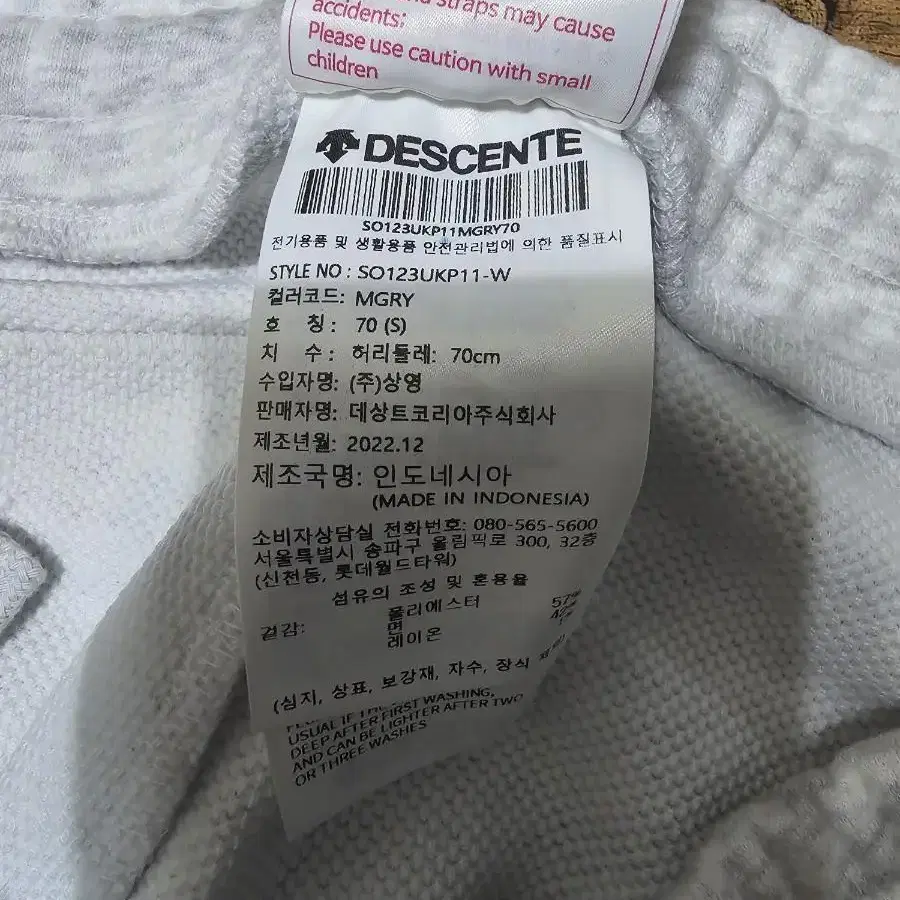 and straps may cause
accidents:
Please use caution with small
children
DESCENTE
SO123UKP11MGRY70
전기용품 및 생활용품 안전관리법에 의한 품질표시
STYLE NO : SO123UKP11-W
컬러코드: MGRY
호 칭 : 70 (S)
치 수 : 허리둘레: 70cm
수입자명: (주)상영
판매자명: 데상트코리아주식회사
제조년월: 2022.12
제조국명: 인도네시아
(MADE IN INDONESIA)
소비자상담실 전화번호: 080-565-5600
서울특별시 송파구 올림픽로 300, 32층
(신천동, 롯데월드타워)
섬유의 조성 및 혼용율
겉감: 폴리에스터 57%
면
레이온
(심지, 상표, 보강재, 자수, 장식
USUAL IF FIRST WASHING,
DEEP AFTER FIRST WASHING,
AND CAN BE LIGHTER AFTER TWO
OR THREE WASHES